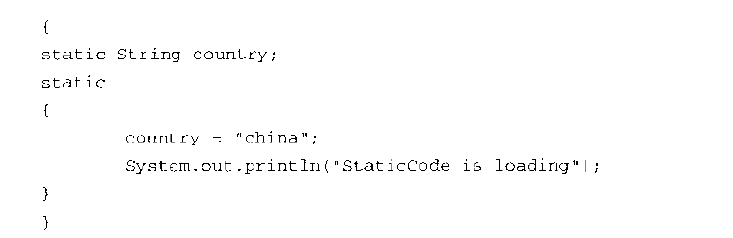 {
static String country;
static
{
country = "china";
System.out.println("StaticCode is loading");
}
}